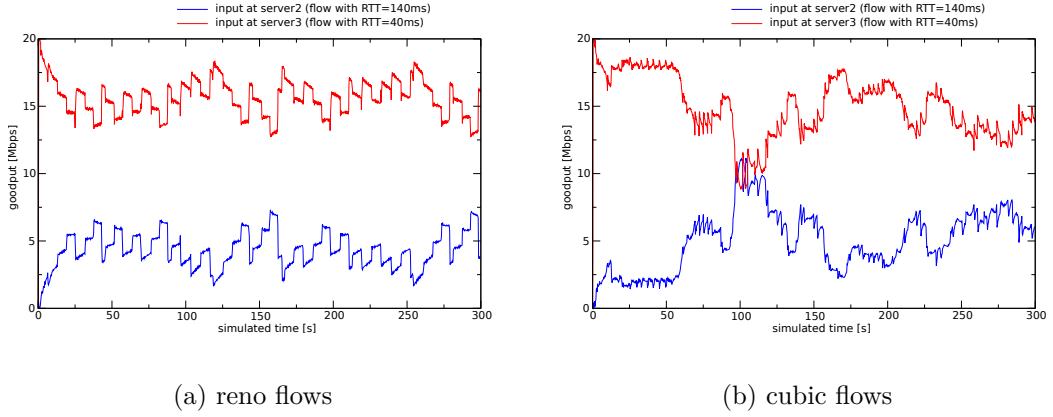 input at server2 (flow with RTT=140ms)
input at server3 (flow with RTT=40ms)
20
15
10
5
0
goodput [Mbps]
0 50 100 150 200 250 300
simulated time [s]
(a) reno flows
input at server2 (flow with RTT=140ms)
input at server3 (flow with RTT=40ms)
20
15
10
5
0
goodput [Mbps]
0 50 100 150 200 250 300
simulated time [s]
(b) cubic flows